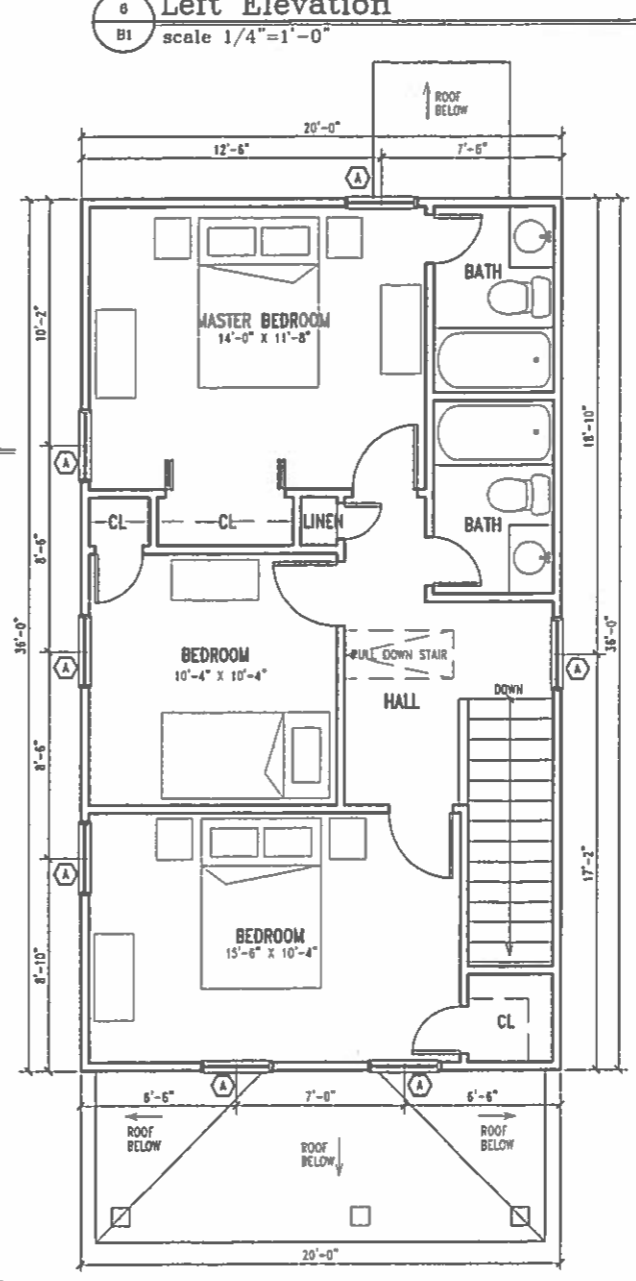 6
B1
Left Elevation
scale 1/4"=1'-0"
ROOF
BELOW
20'-0"
12'-6"
7'-6"
A
BATH
MASTER BEDROOM
14'-0" X 11'-8"
10'-2"
18'-10"
A
CL
CL
LINEN
BATH
8'-6"
36'-0"
36'-0"
BEDROOM
10'-4" X 10'-4"
PULL DOWN STAIR
A
A
HALL
DOWN
8'-6"
A
17'-2"
BEDROOM
15'-6" X 10'-4"
8'-10"
CL
A
A
6'-6"
7'-0"
6'-6"
ROOF
BELOW
ROOF
BELOW
ROOF
BELOW
20'-0"